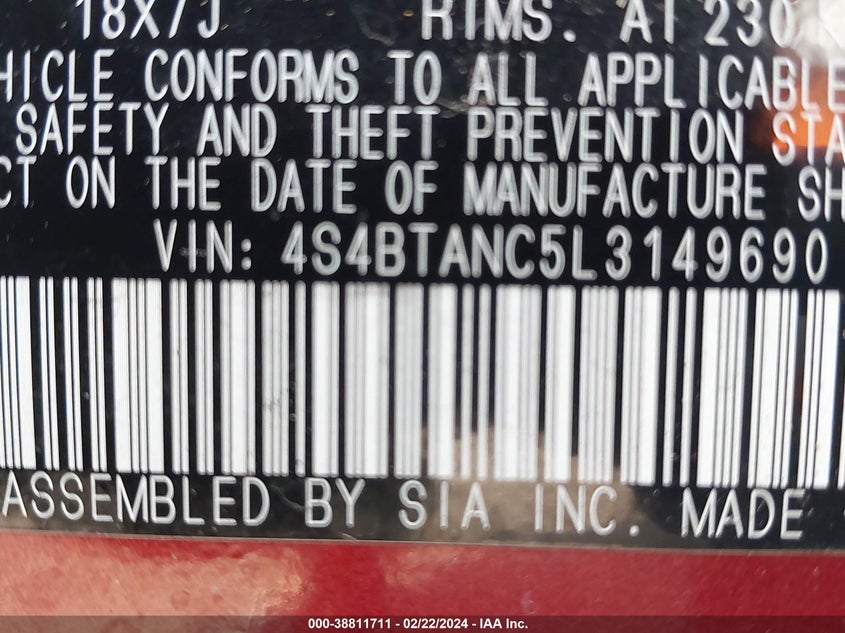 18X7J RIMS. AT 230
HICLE CONFORMS TO ALL APPLICABLE
SAFETY AND THEFT PREVENTION STA
CT ON THE DATE OF MANUFACTURE SH
VIN: 4S4BTANC5L3149690
ASSEMBLED BY SIA INC. MADE
000-38811711 - 02/22/2024 - IAA Inc.